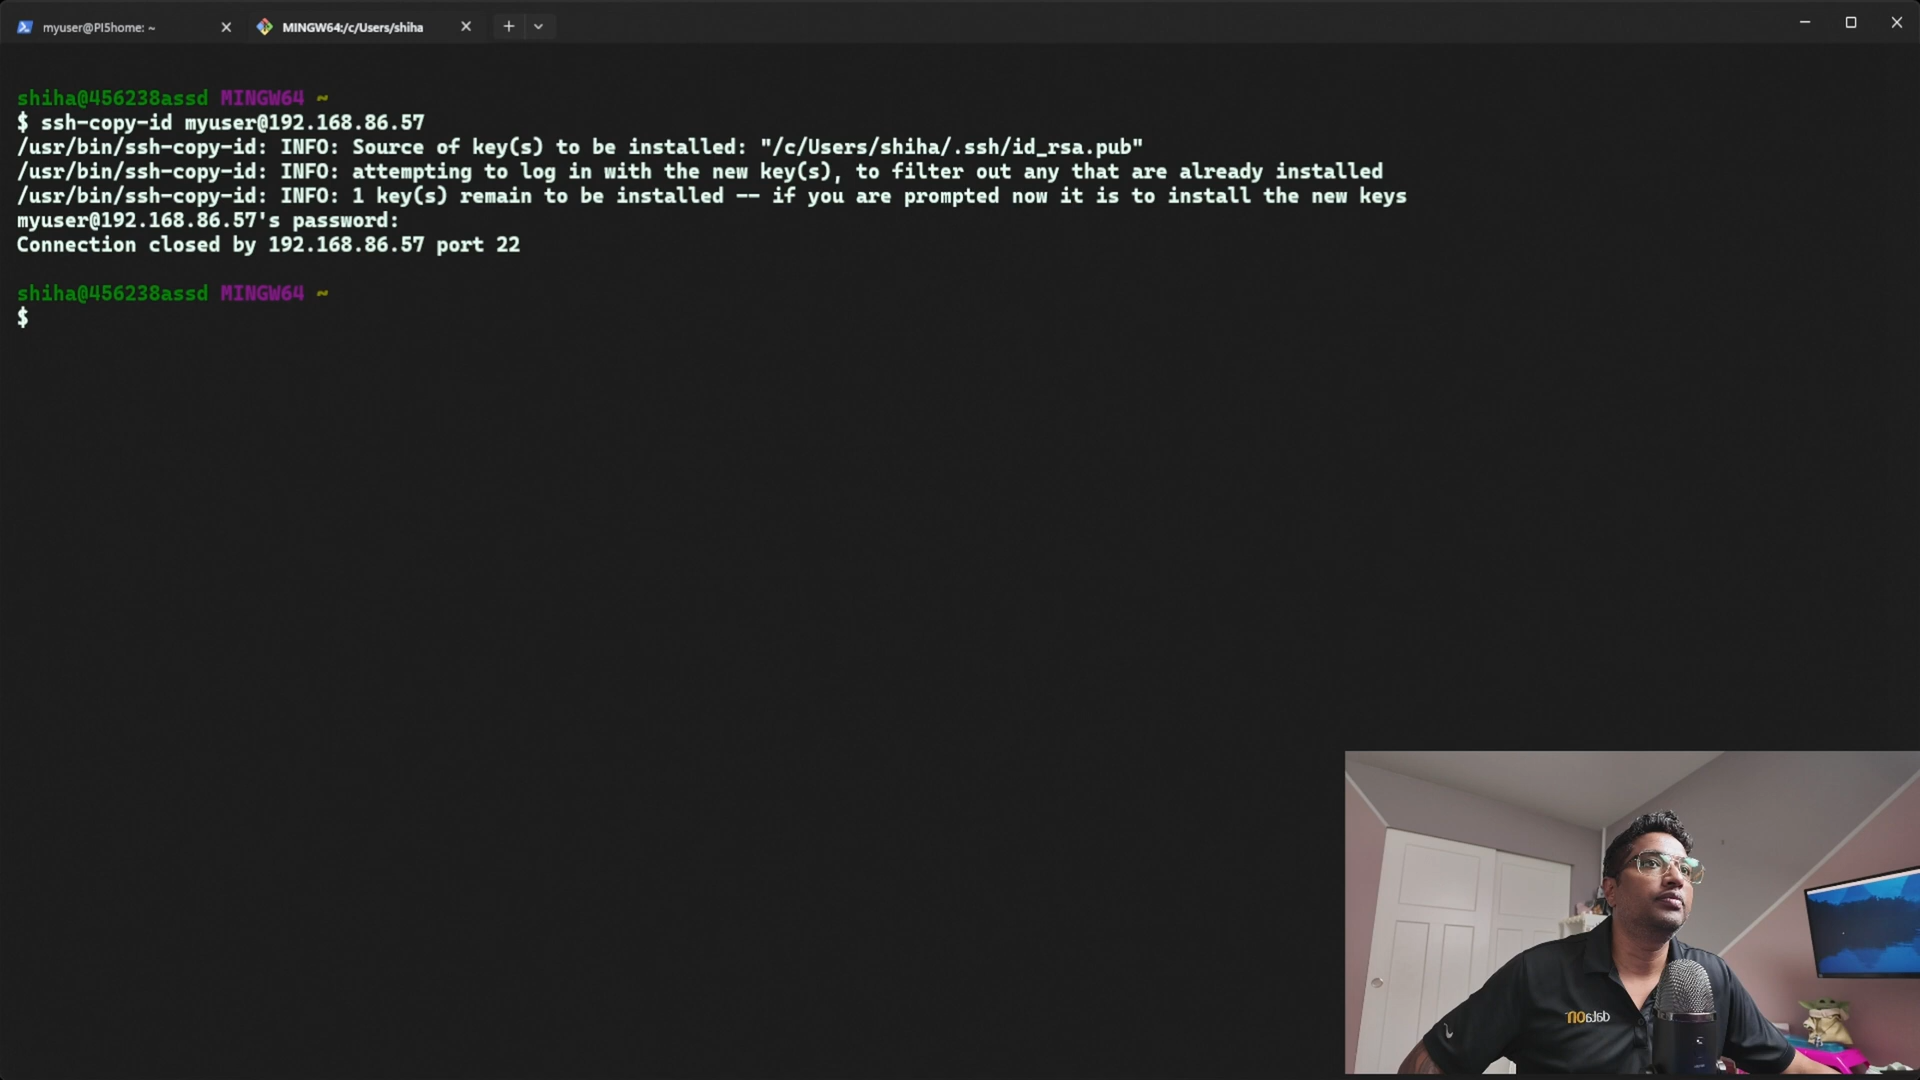 myuser@PI5home: ~
MINGW64:/c/Users/shiha
shiha@456238assd MINGW64 ~
$ ssh-copy-id myuser@192.168.86.57
/usr/bin/ssh-copy-id: INFO: Source of key(s) to be installed: "/c/Users/shiha/.ssh/id_rsa.pub"
/usr/bin/ssh-copy-id: INFO: attempting to log in with the new key(s), to filter out any that are already installed
/usr/bin/ssh-copy-id: INFO: 1 key(s) remain to be installed -- if you are prompted now it is to install the new keys
myuser@192.168.86.57's password:
Connection closed by 192.168.86.57 port 22
shiha@456238assd MINGW64 ~
$
dataON